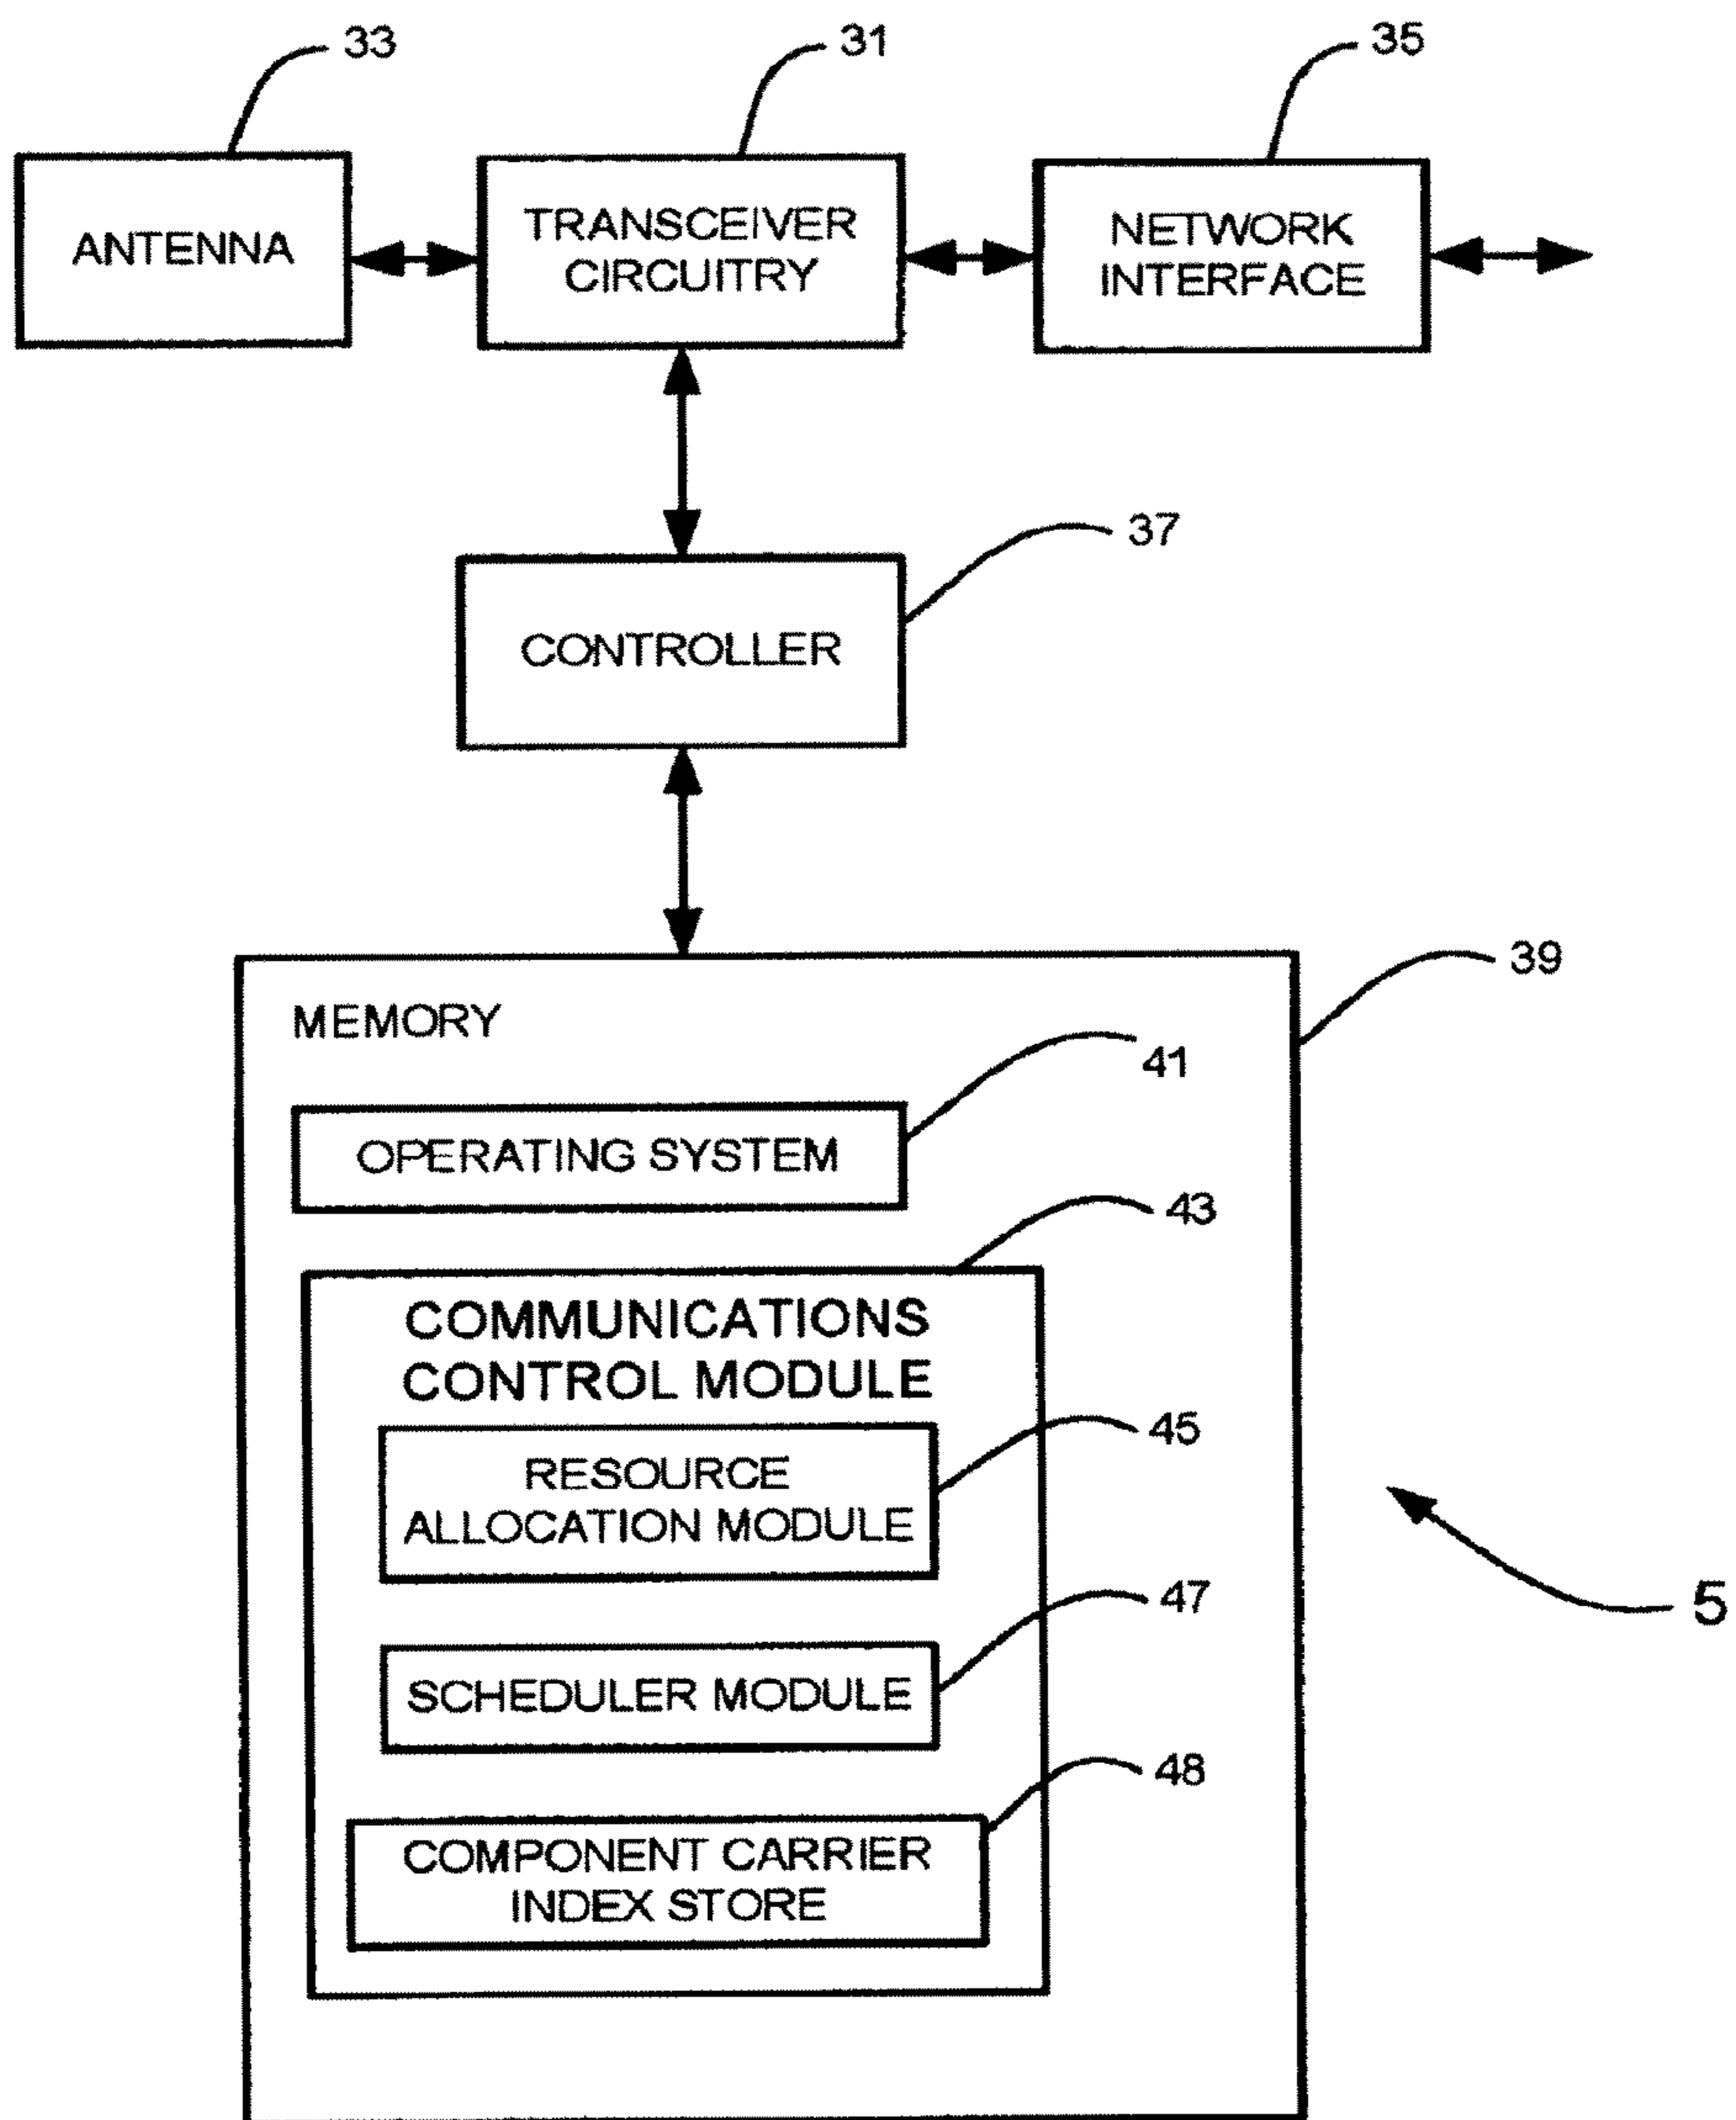 33
31
35
ANTENNA
TRANSCEIVER
CIRCUITRY
NETWORK
INTERFACE
37
CONTROLLER
39
MEMORY
41
OPERATING SYSTEM
43
COMMUNICATIONS
CONTROL MODULE
45
RESOURCE
ALLOCATION MODULE
47
5
SCHEDULER MODULE
48
COMPONENT CARRIER
INDEX STORE